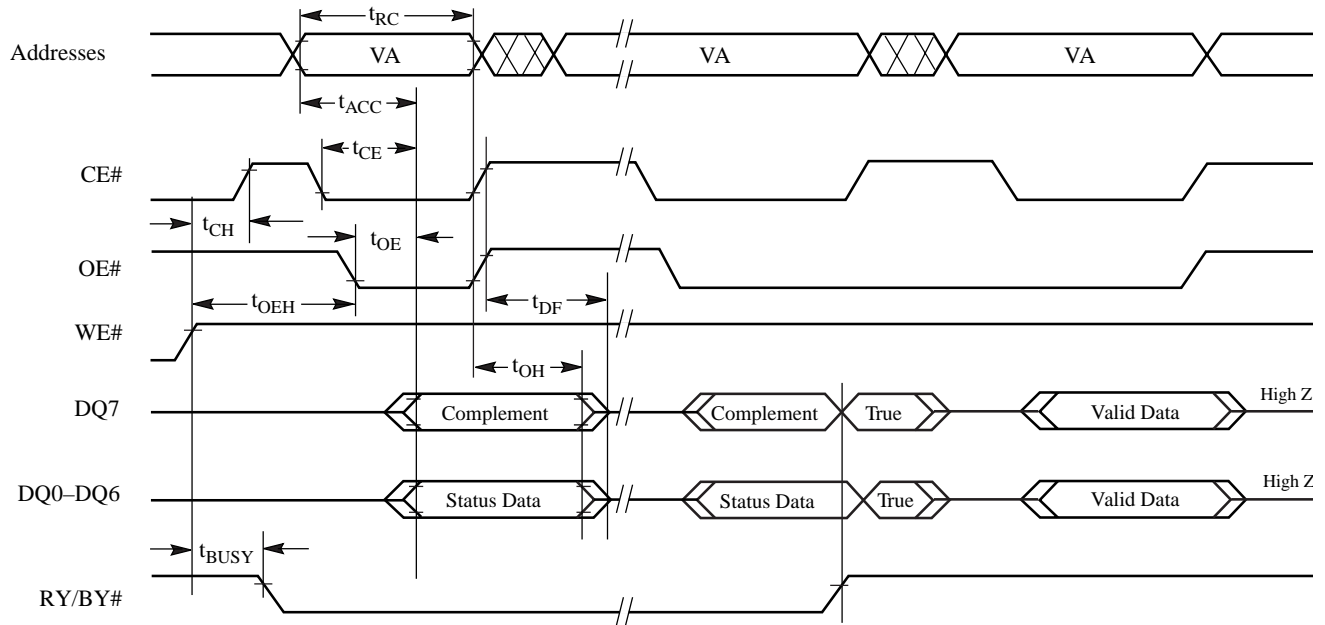 tRC
Addresses VA VA VA
tACC
tCE
CE#
tCH
tOE
OE#
tOEH
tDF
WE#
tOH
DQ7 Complement Complement True Valid Data High Z
DQ0–DQ6 Status Data Status Data True Valid Data High Z
tBUSY
RY/BY#